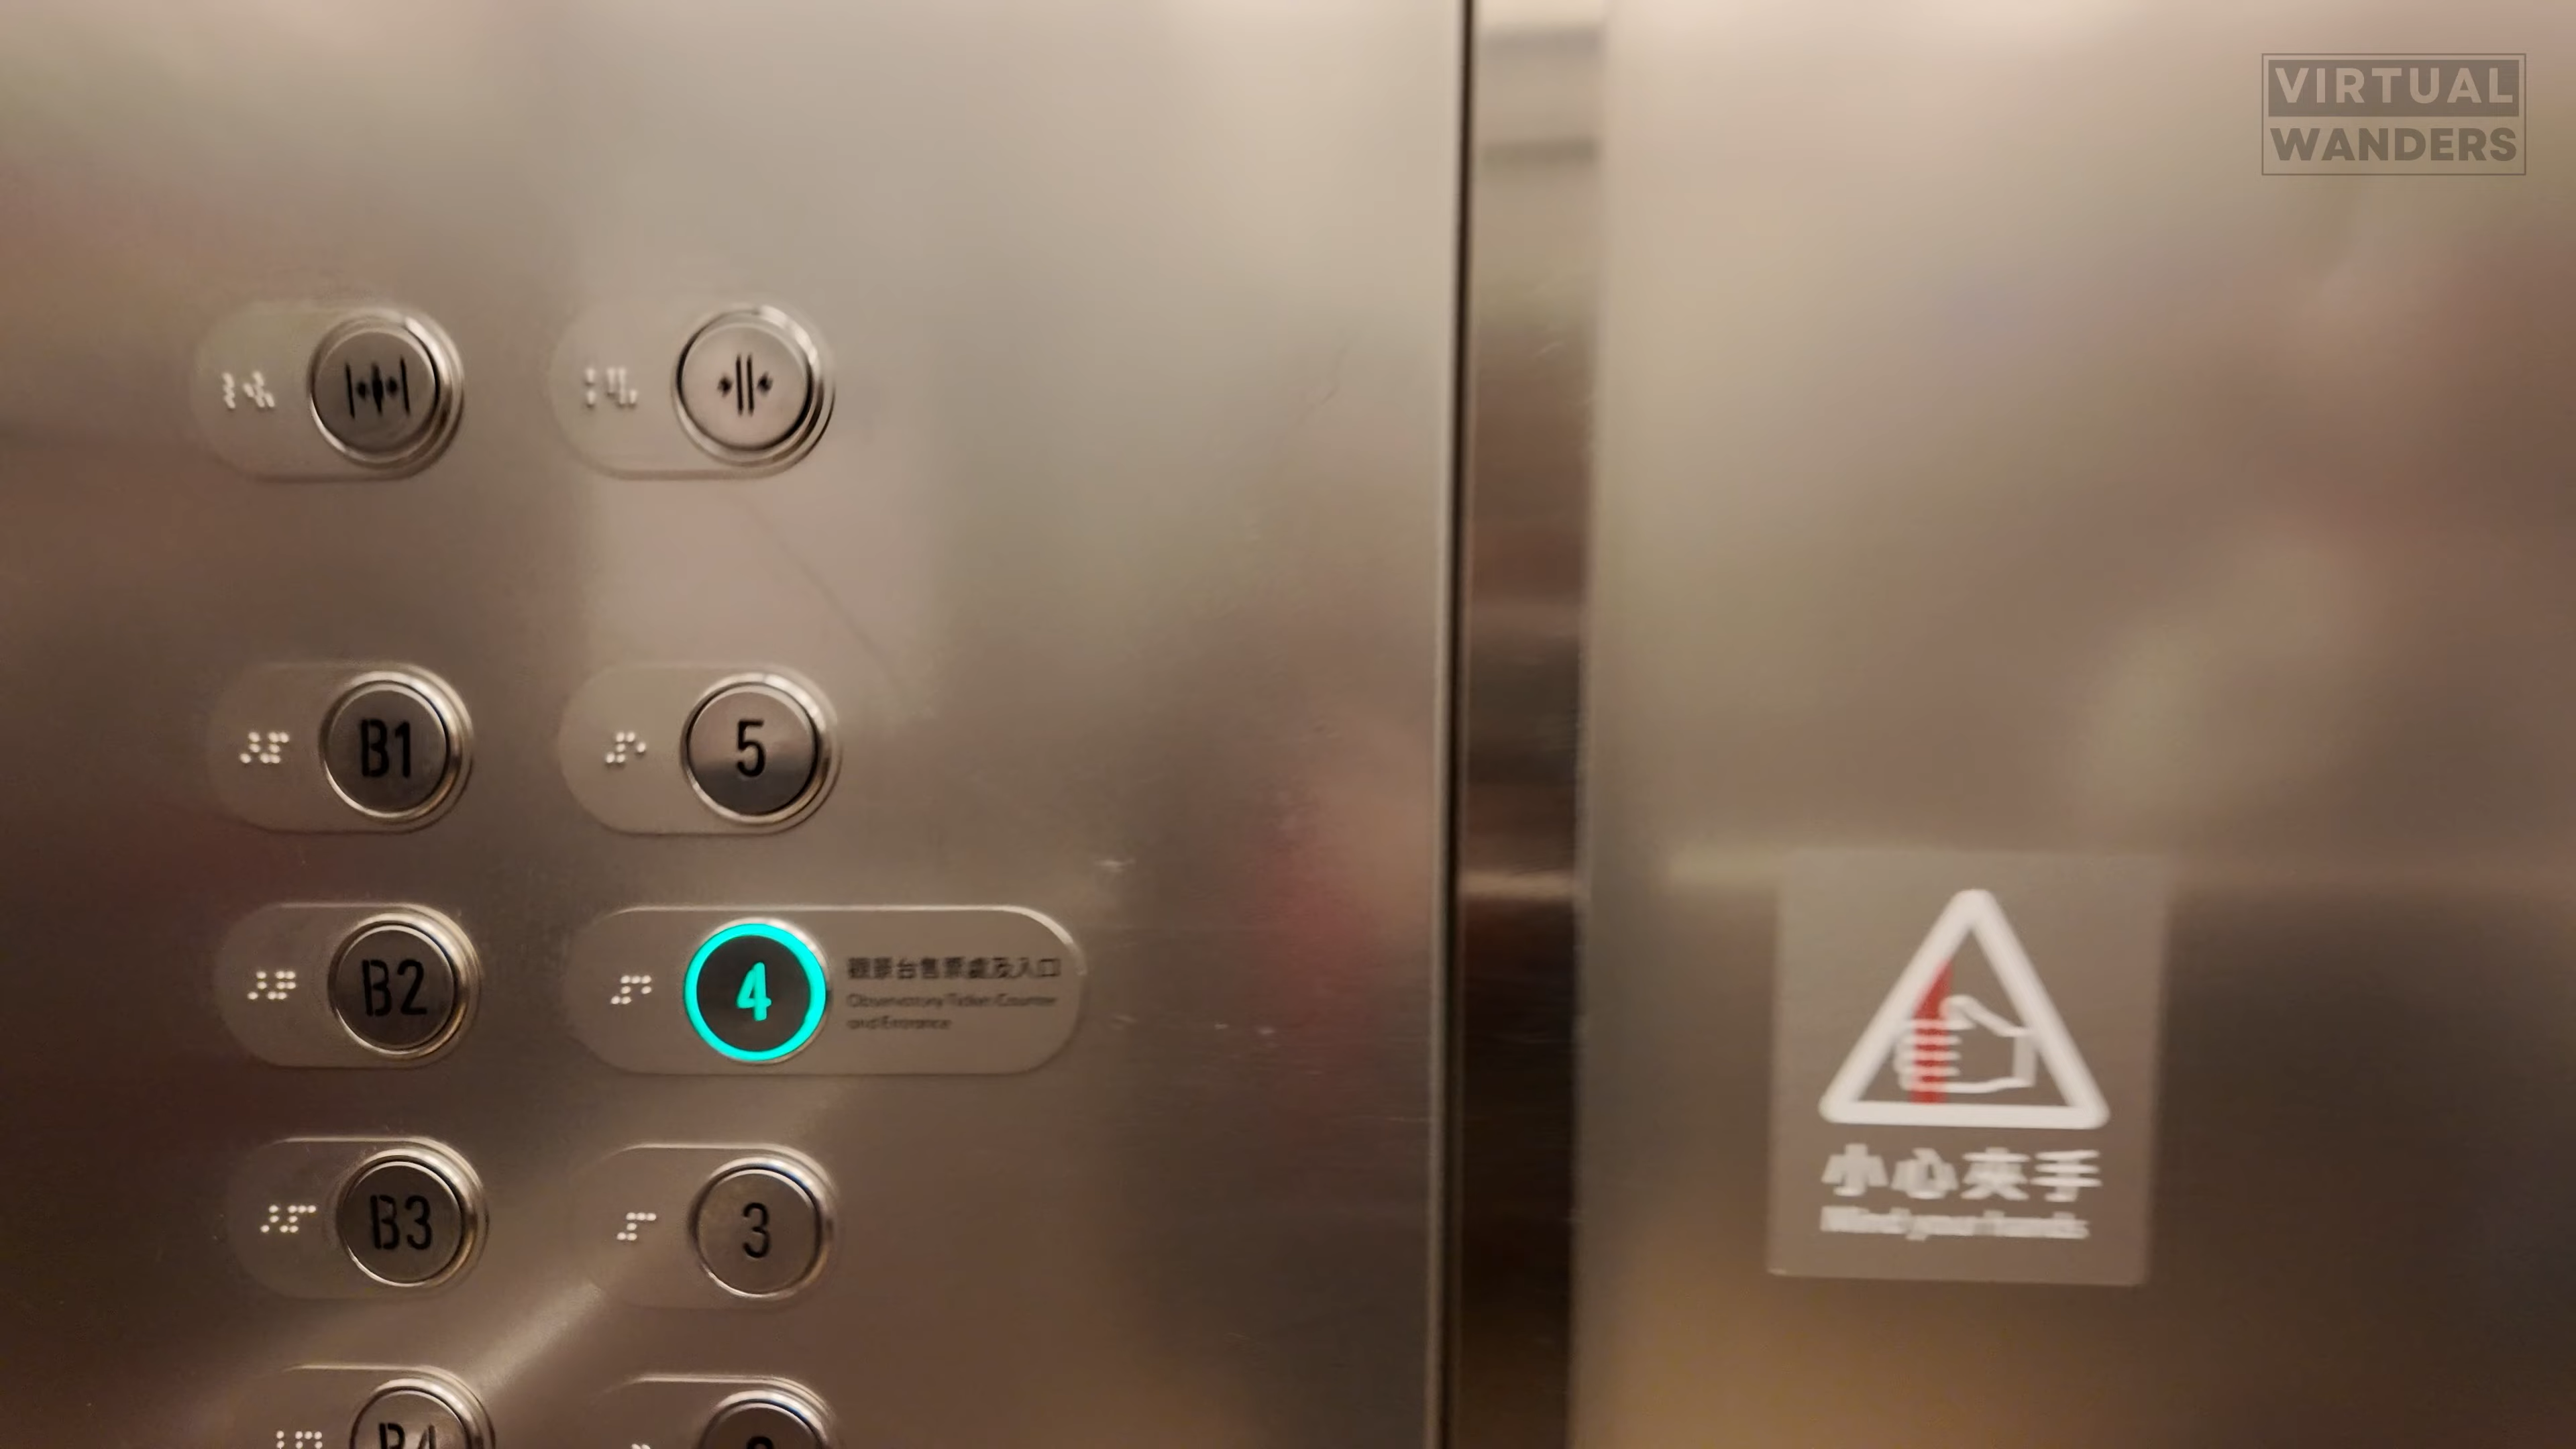 VIRTUAL
WANDERS
B1
5
B2
4
觀景台售票處及入口
Observatory Ticket Counter
and Entrance
B3
3
B4
小心夾手
Mind your hands